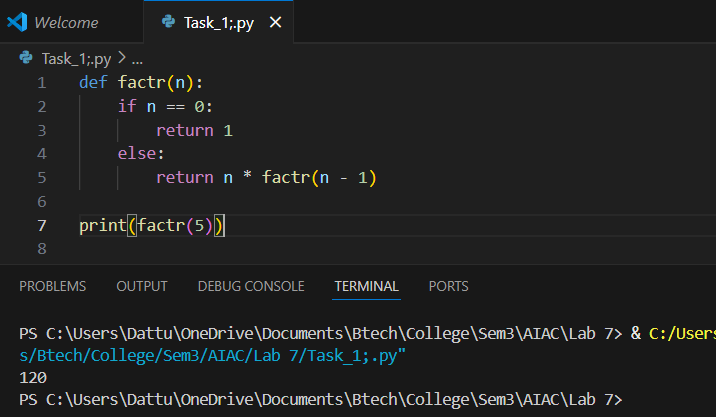 Welcome
Task_1;.py ×
Task_1;.py > ...
1 def factr(n):
2     if n == 0:
3         return 1
4     else:
5         return n * factr(n - 1)
6
7 print(factr(5))
8
PROBLEMS OUTPUT DEBUG CONSOLE TERMINAL PORTS
PS C:\Users\Dattu\OneDrive\Documents\Btech\College\Sem3\AIAC\Lab 7> & C:/Users
s/Btech/College/Sem3/AIAC/Lab 7/Task_1;.py"
120
PS C:\Users\Dattu\OneDrive\Documents\Btech\College\Sem3\AIAC\Lab 7>